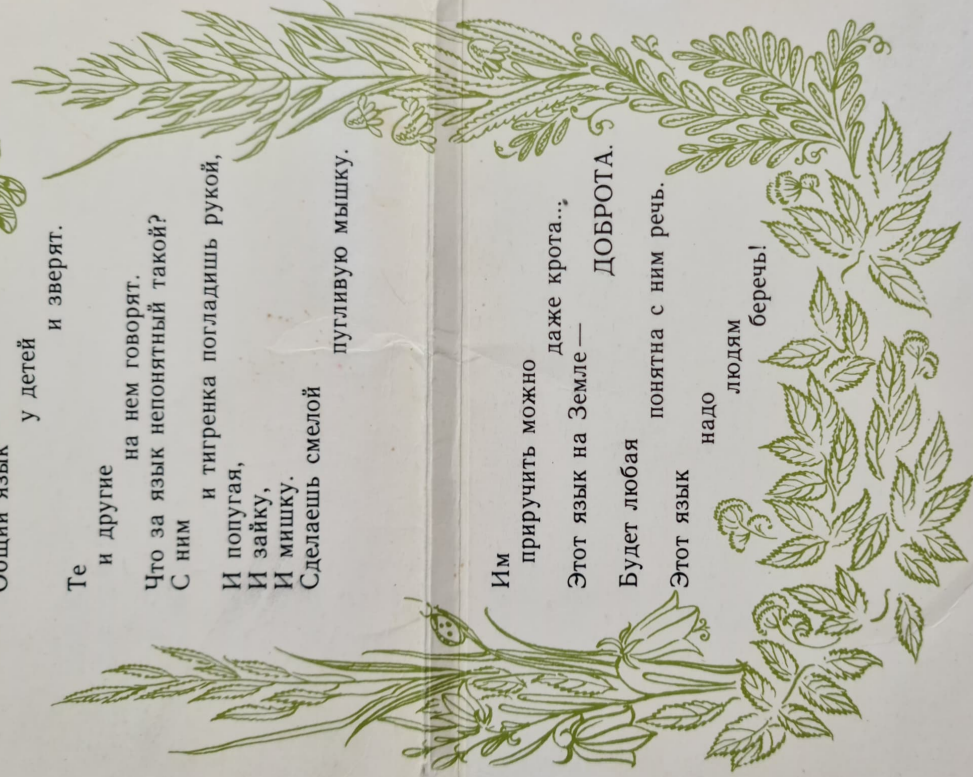 Общий язык
у детей
и зверят.
Те
и другие
на нем говорят.
Что за язык непонятный такой?
С ним
и тигренка погладишь рукой,
И попугая,
И зайку,
И мишку.
Сделаешь смелой
пугливую мышку.
Им
приручить можно
даже крота...
Этот язык на Земле —
ДОБРОТА.
Будет любая
понятна с ним речь.
Этот язык
надо
людям
беречь!